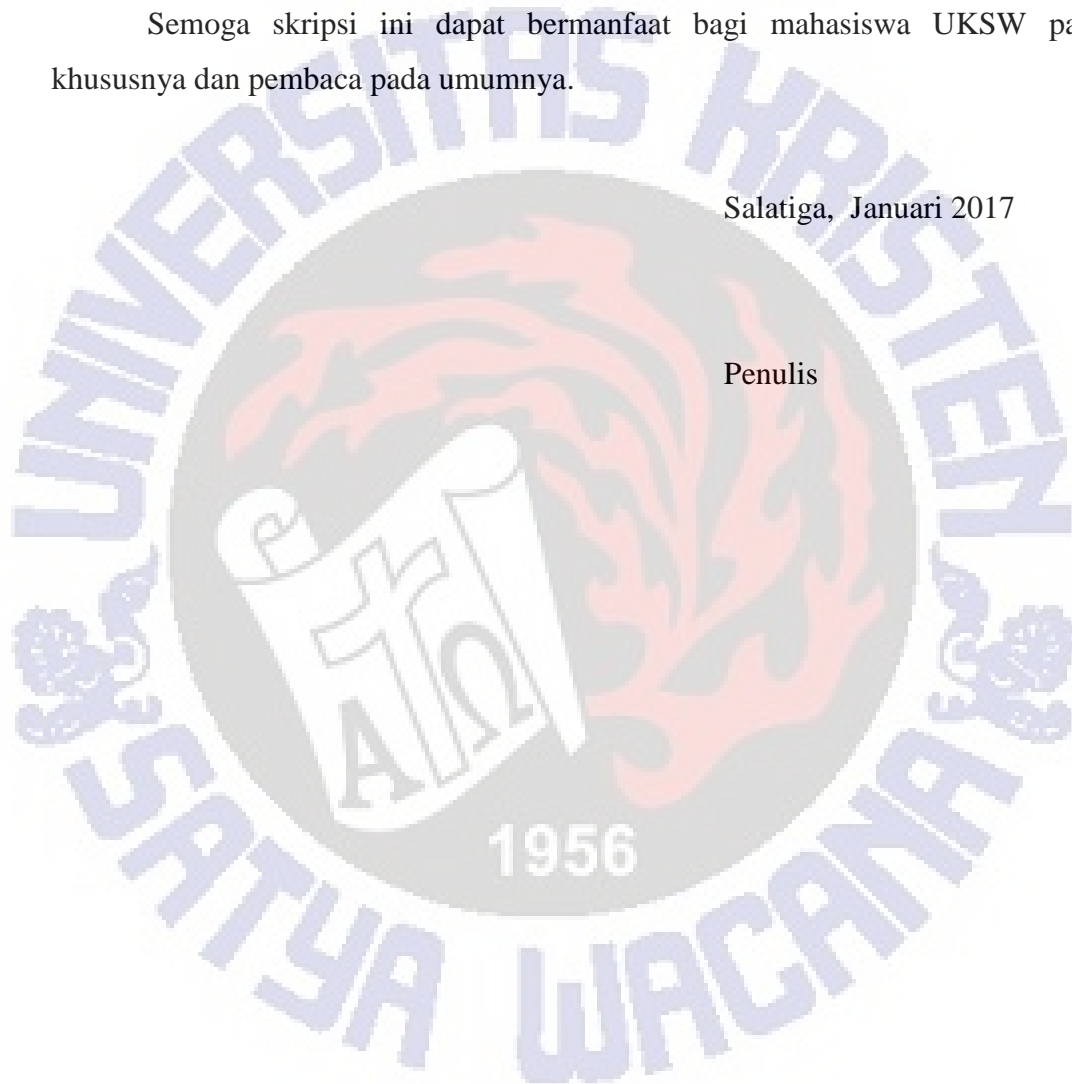 Semoga skripsi ini dapat bermanfaat bagi mahasiswa UKSW pa
khususnya dan pembaca pada umumnya.
Salatiga, Januari 2017
Penulis
UNIVERSITAS KRISTEN
SATYA WACANA
A Ω
1956